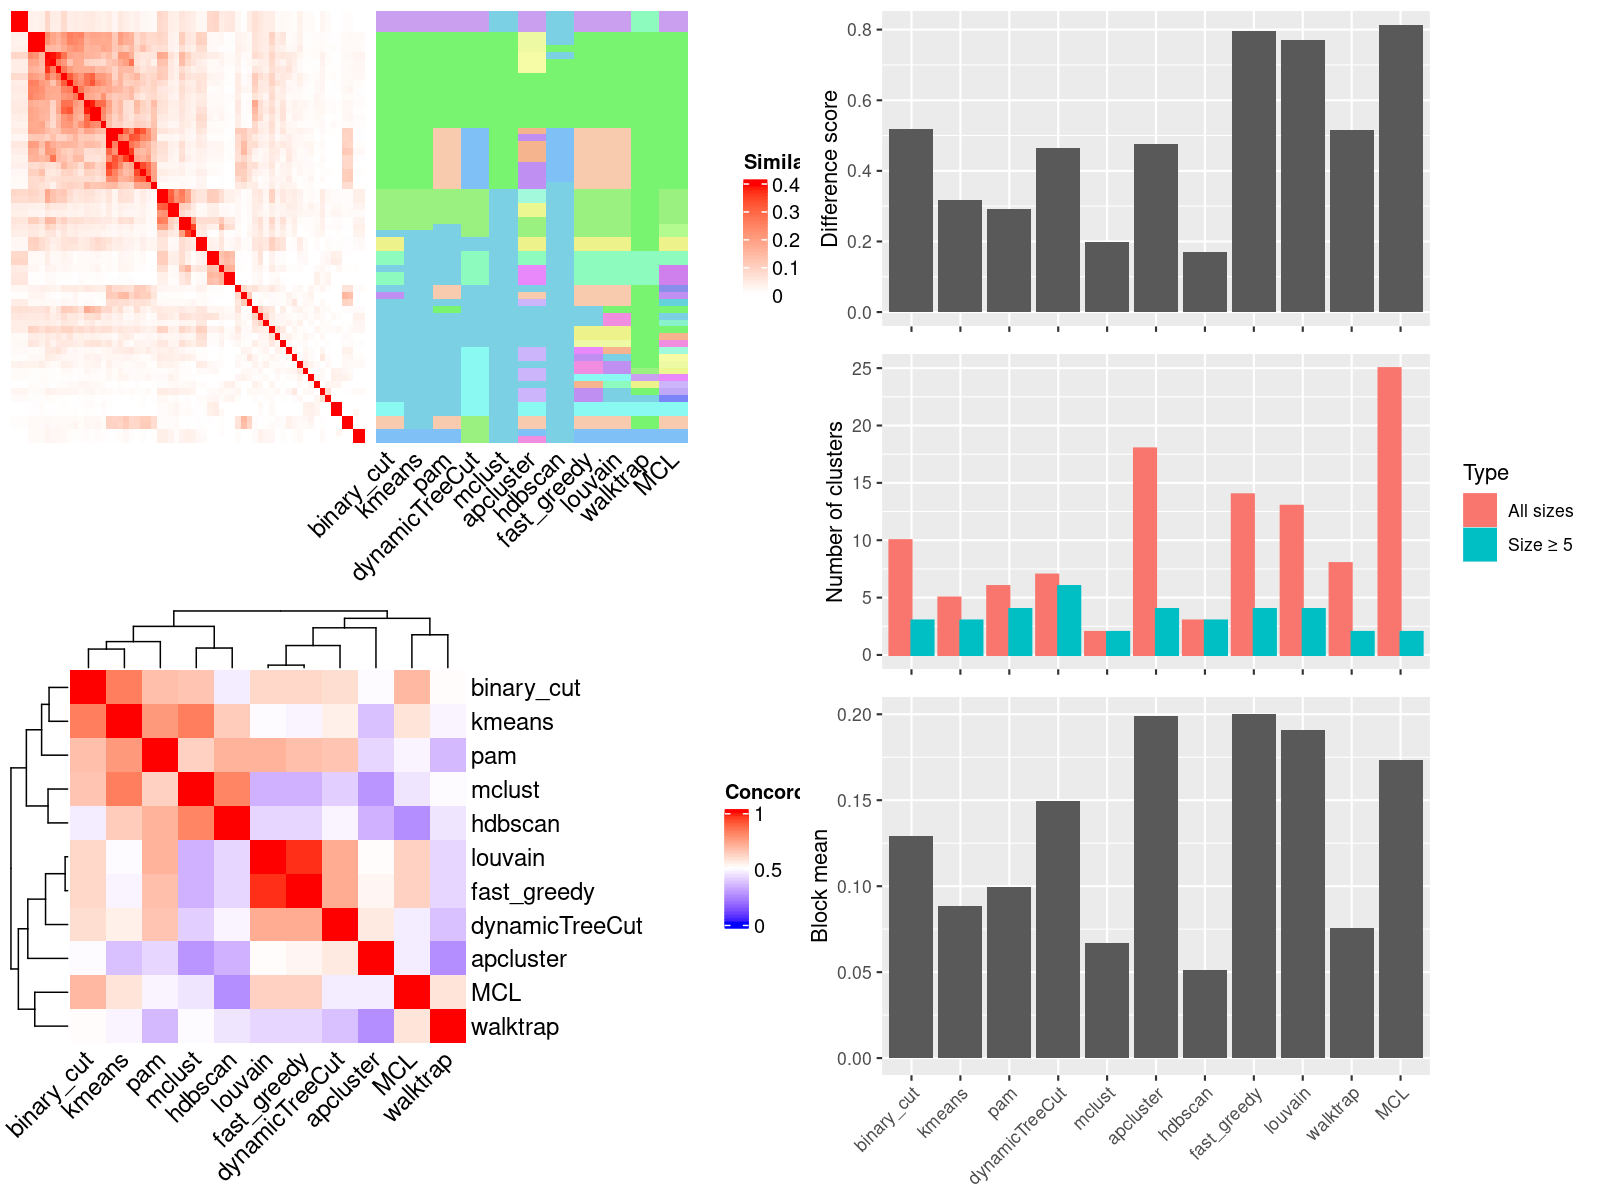 Simila
0.4
0.3
0.2
0.1
0
binary_cut
kmeans
pam
dynamicTreeCut
mclust
apcluster
hdbscan
fast_greedy
louvain
walktrap
MCL
binary_cut
kmeans
pam
mclust
hdbscan
louvain
fast_greedy
dynamicTreeCut
apcluster
MCL
walktrap
binary_cut
kmeans
pam
mclust
hdbscan
louvain
fast_greedy
dynamicTreeCut
apcluster
MCL
walktrap
Concord
1
0.5
0
Difference score
0.8
0.6
0.4
0.2
0.0
Number of clusters
25
20
15
10
5
0
Type
All sizes
Size ≥ 5
Block mean
0.20
0.15
0.10
0.05
0.00
binary_cut
kmeans
pam
dynamicTreeCut
mclust
apcluster
hdbscan
fast_greedy
louvain
walktrap
MCL